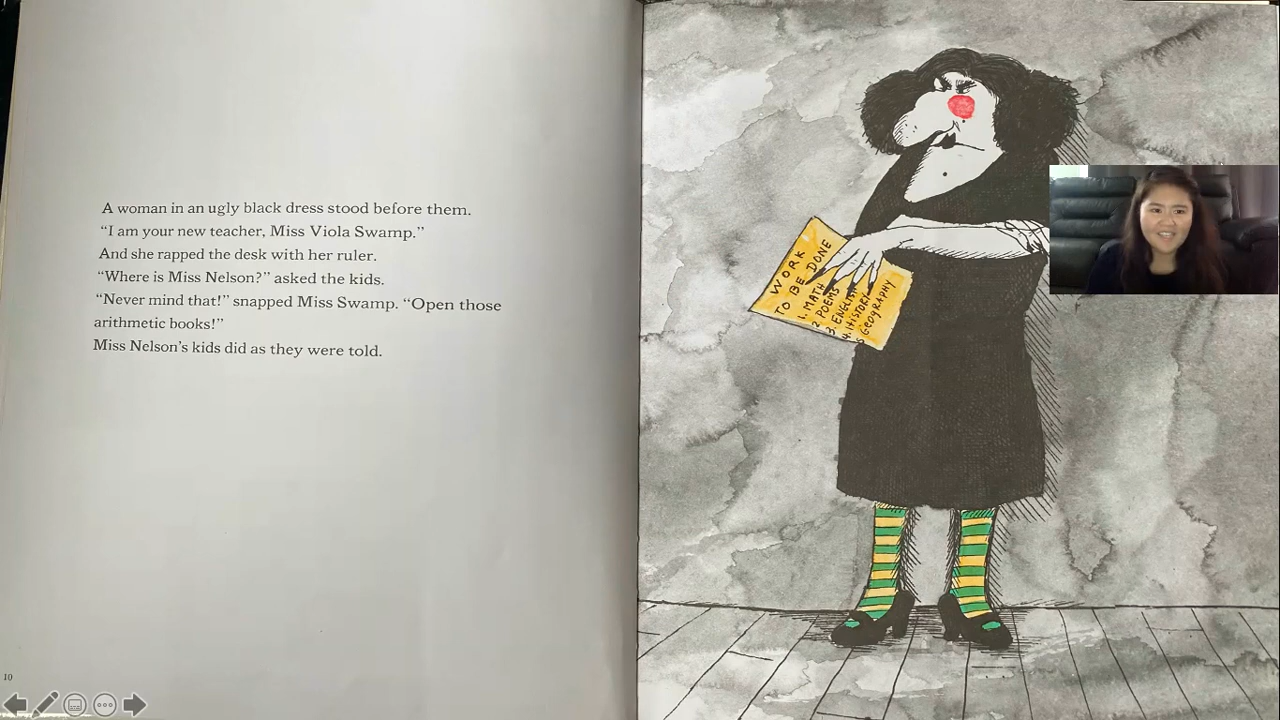 A woman in an ugly black dress stood before them.
“I am your new teacher, Miss Viola Swamp.”
And she rapped the desk with her ruler.
“Where is Miss Nelson?” asked the kids.
“Never mind that!” snapped Miss Swamp. “Open those
arithmetic books!”
Miss Nelson’s kids did as they were told.
10
WORK
TO BE DONE
1. MATH
2 POEMS
3. ENGLISH
4. HISTORY
5 GEOGRAPHY